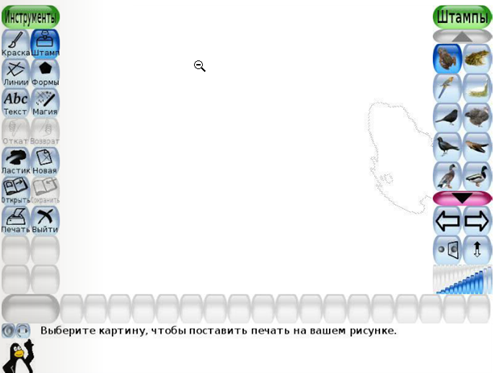 Инструменты
Штампы
Краска Штамп
Линии Формы
Abc
Текст Магия
Откат Возврат
Ластик Новая
Открыть Сохранить
Печать Выйти
Выберите картину, чтобы поставить печать на вашем рисунке.